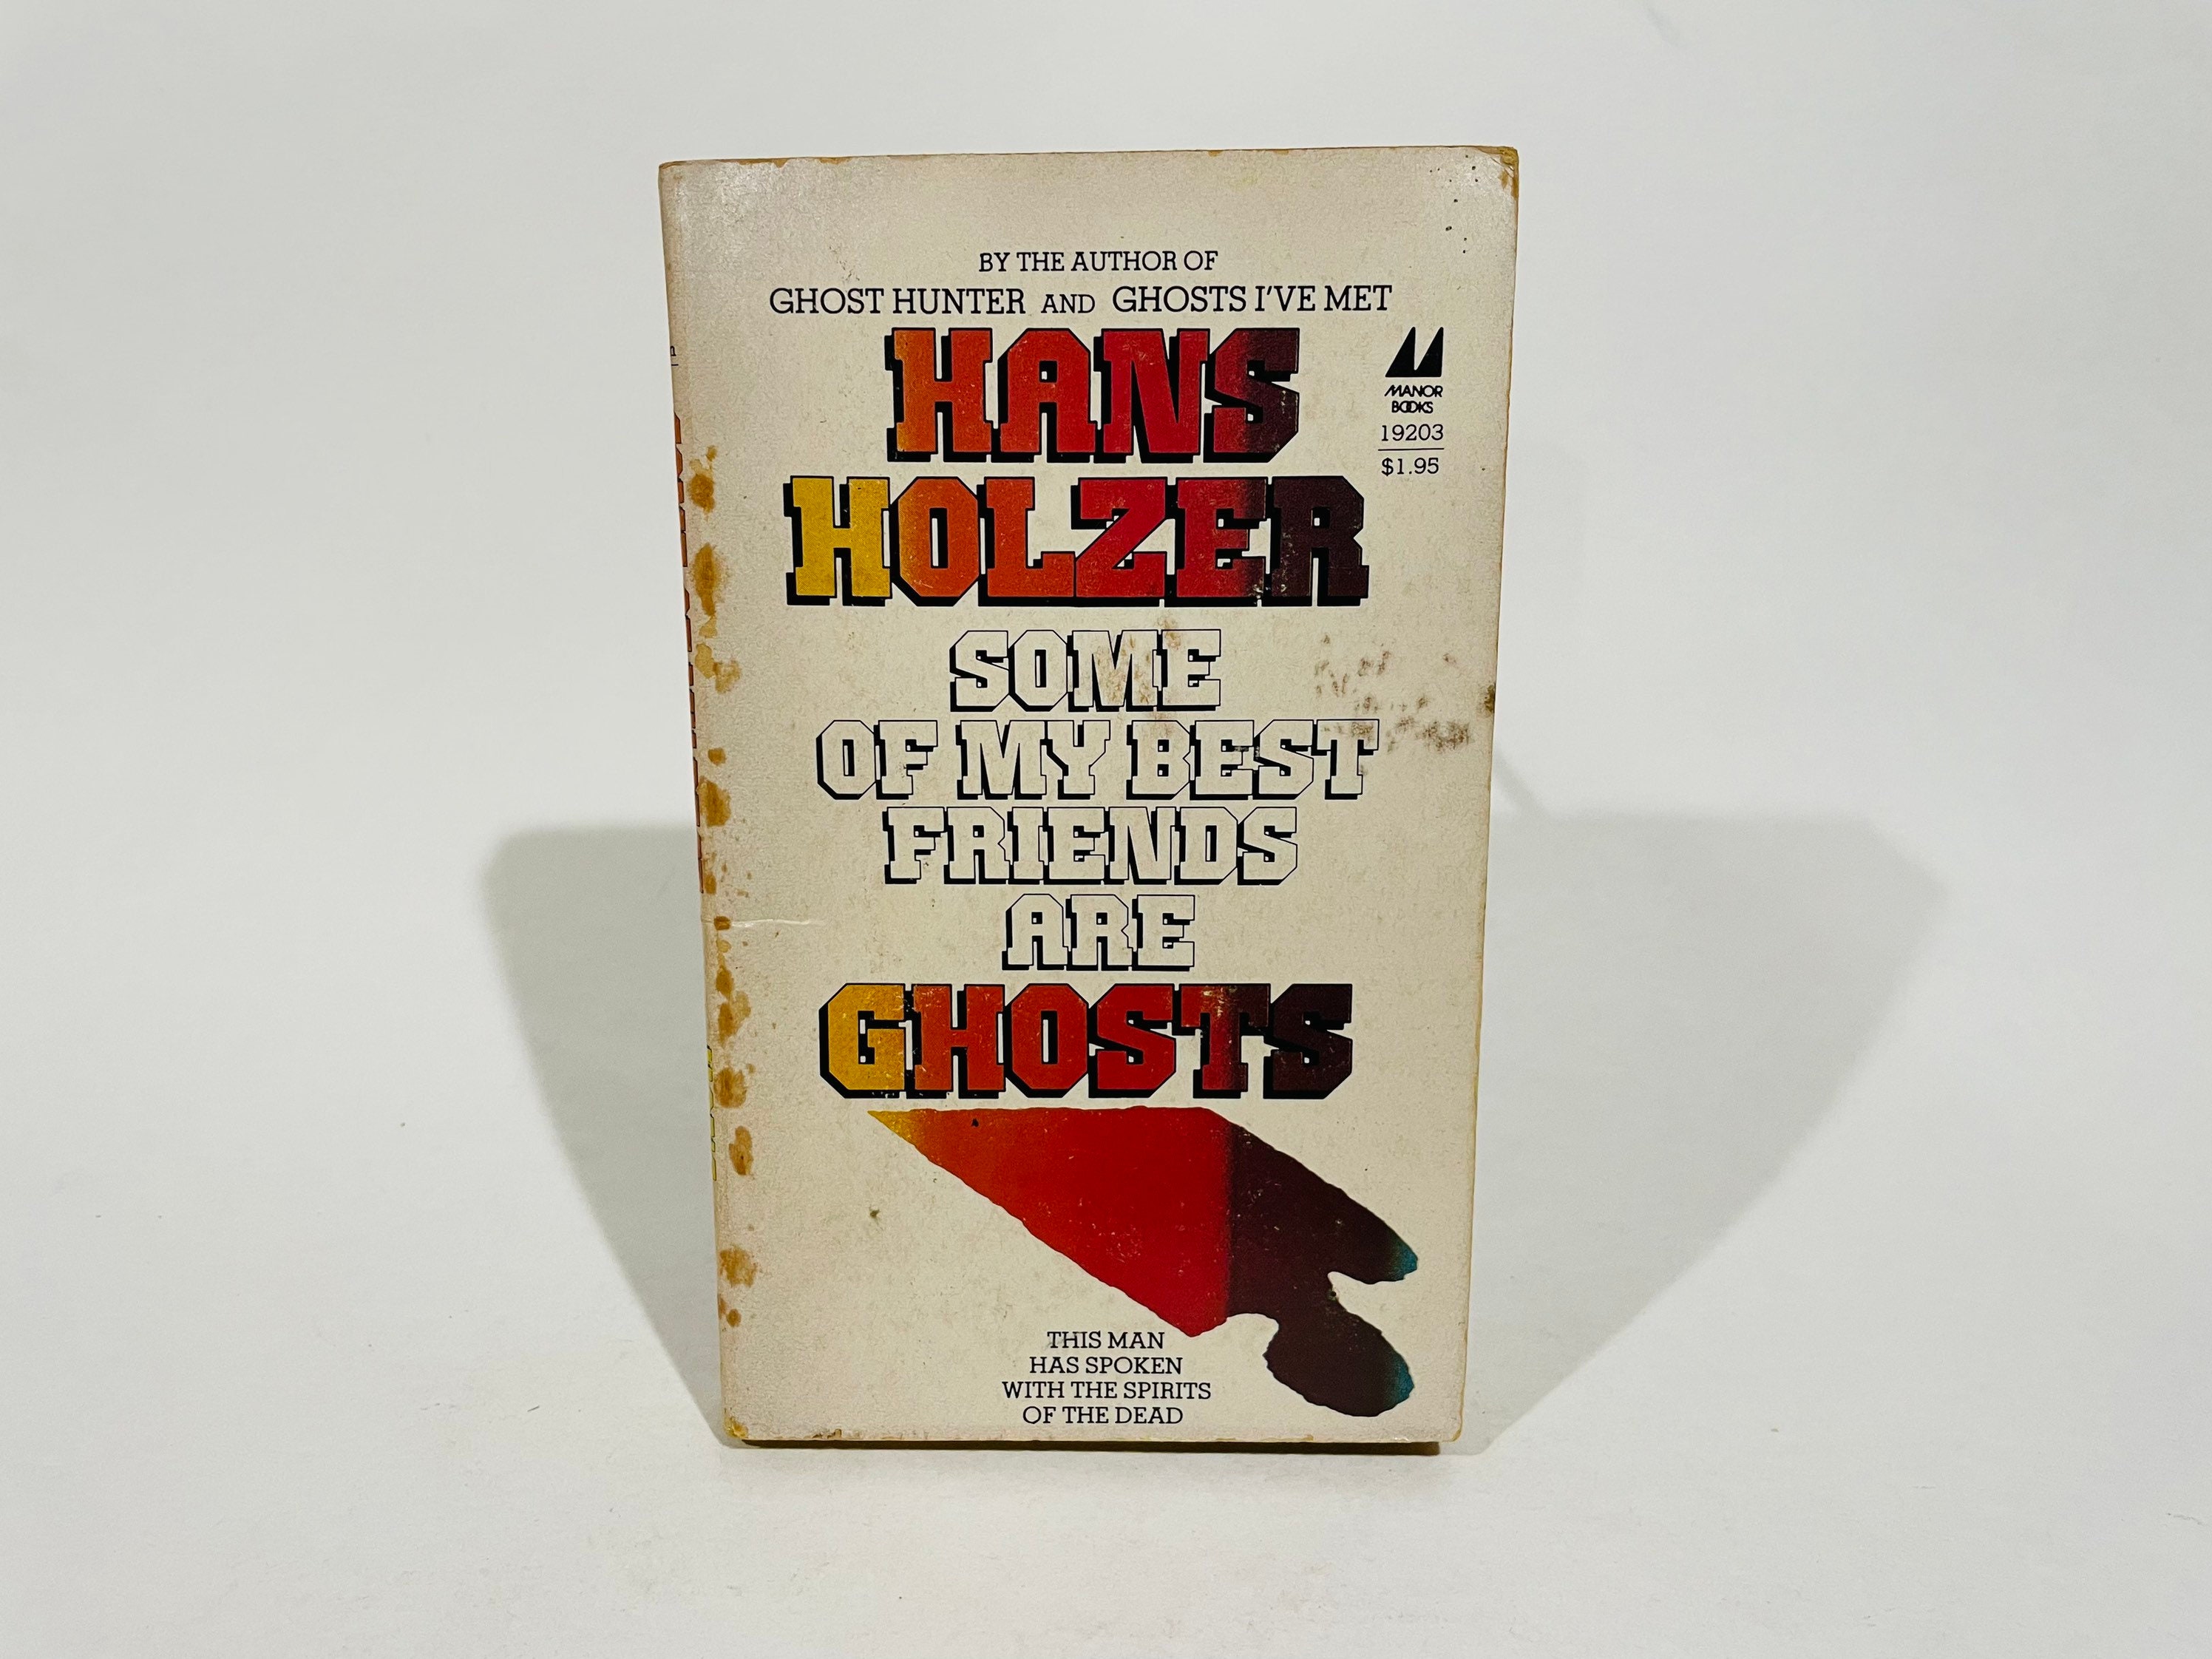 BY THE AUTHOR OF
GHOST HUNTER AND GHOSTS I'VE MET
HANS
HOLZER
MANOR
BOOKS
19203
$1.95
SOME
OF MY BEST
FRIENDS
ARE
GHOSTS
THIS MAN
HAS SPOKEN
WITH THE SPIRITS
OF THE DEAD